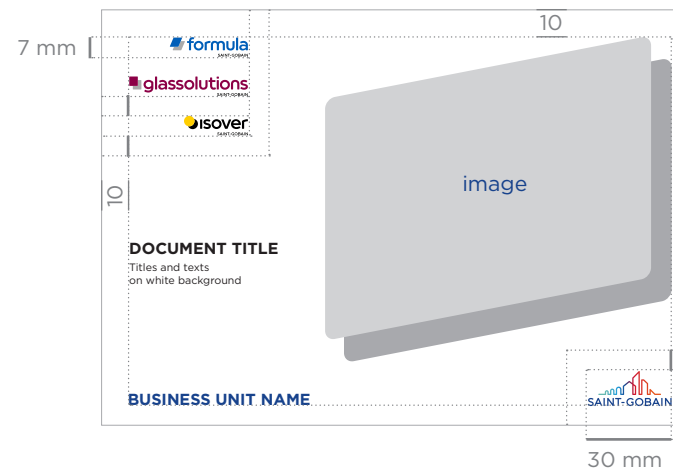 10
7 mm
formula
SAINT-GOBAIN
glassolutions
SAINT-GOBAIN
isover
SAINT-GOBAIN
image
10
DOCUMENT TITLE
Titles and texts
on white background
BUSINESS UNIT NAME
SAINT-GOBAIN
30 mm